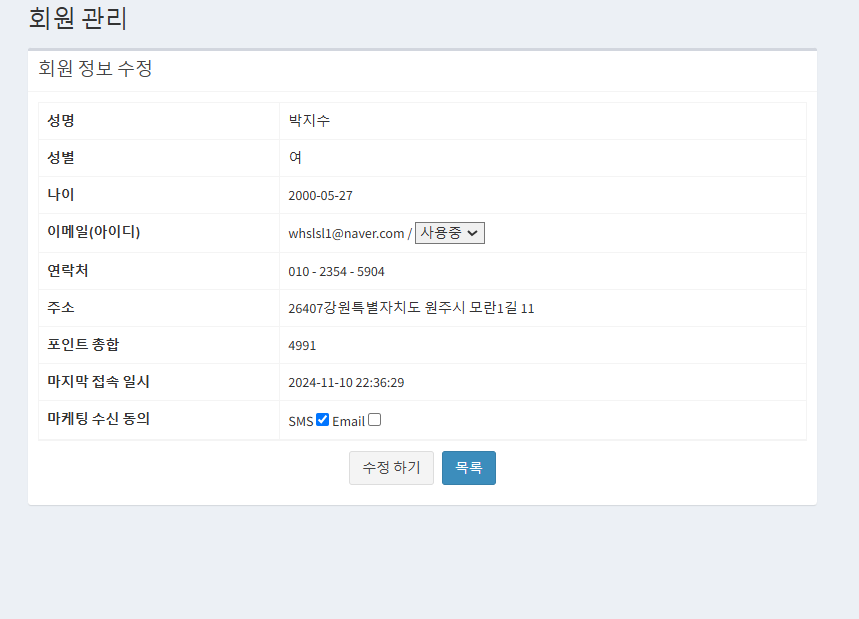 회원 관리
회원 정보 수정
성명 박지수
성별 여
나이 2000-05-27
이메일(아이디) whslsl1@naver.com / 사용중
연락처 010 - 2354 - 5904
주소 26407강원특별자치도 원주시 모란1길 11
포인트 총합 4991
마지막 접속 일시 2024-11-10 22:36:29
마케팅 수신 동의 SMS Email
수정 하기 목록